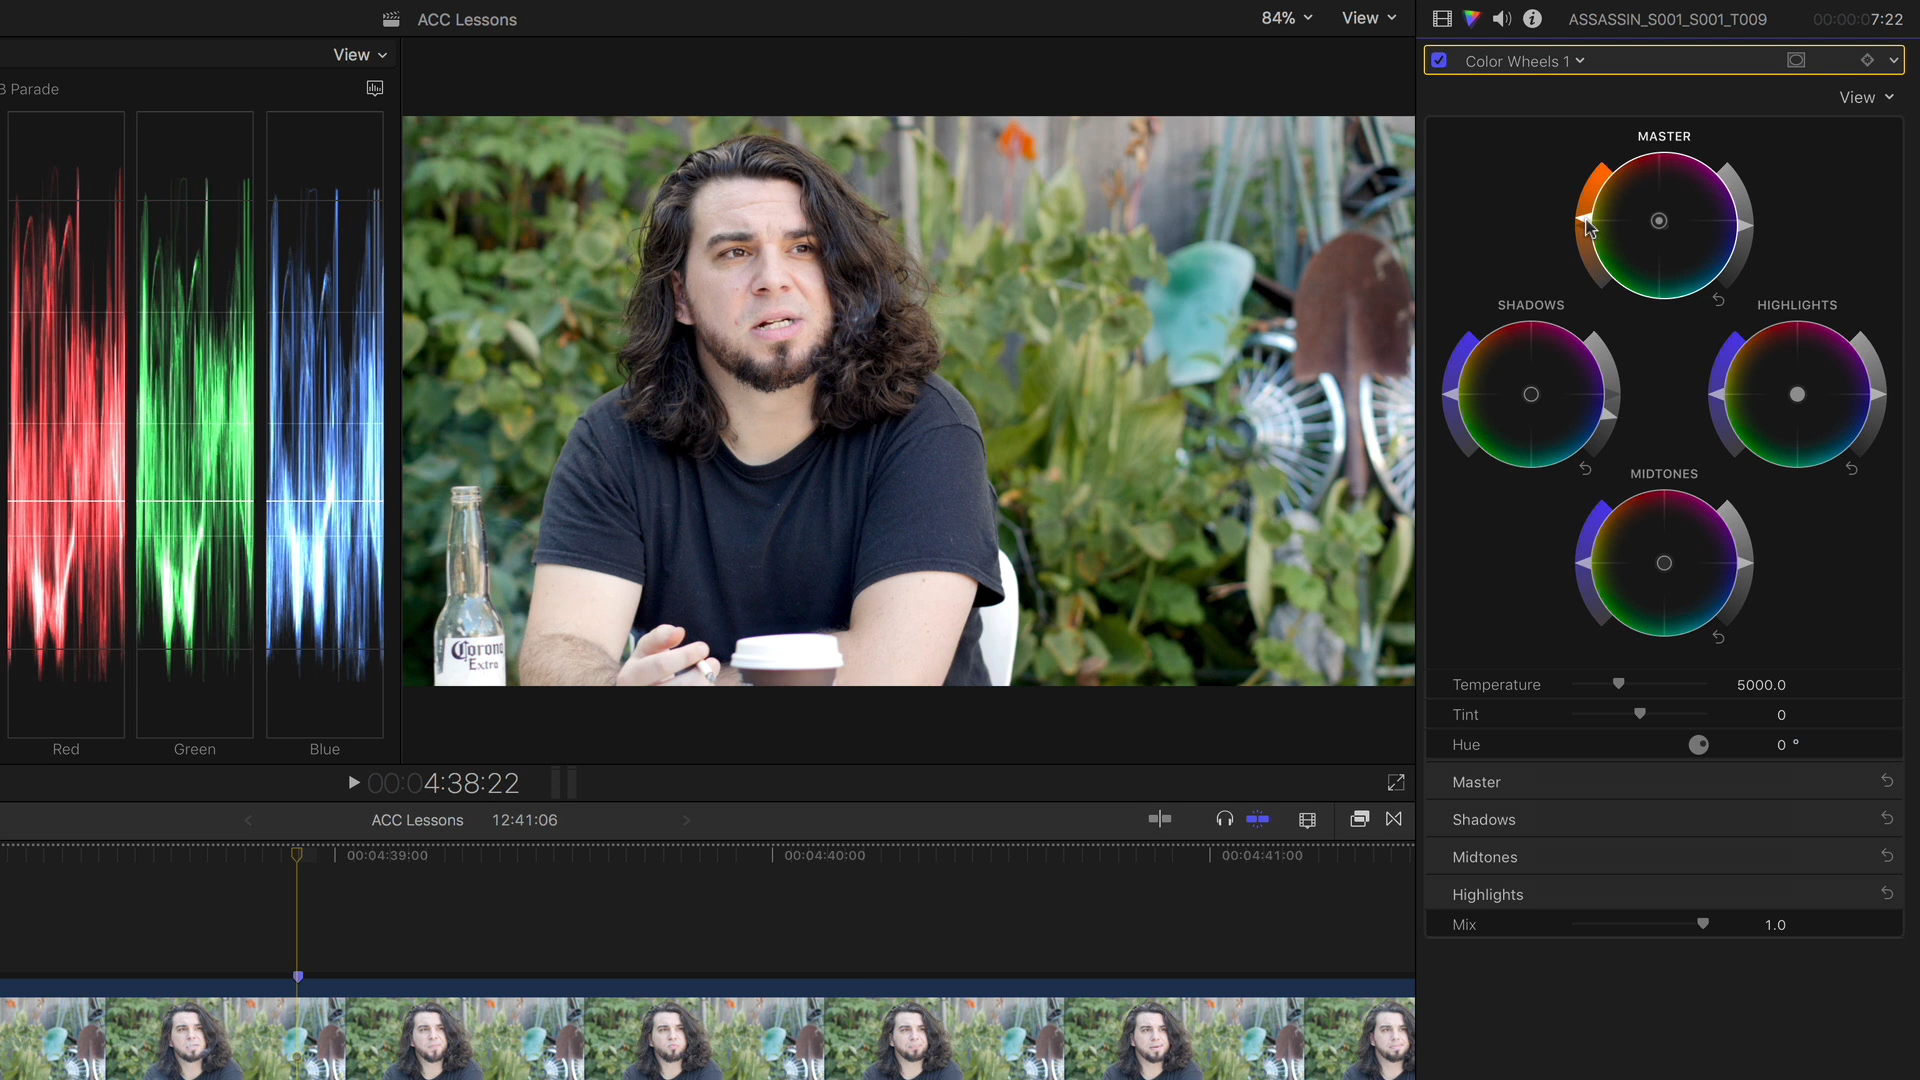 ACC Lessons
84%
View
ASSASSIN_S001_S001_T009
00:00:07:22
View
Color Wheels 1
B Parade
View
MASTER
SHADOWS
HIGHLIGHTS
MIDTONES
Corona
Extra
Temperature 5000.0
Tint 0
Hue 0 °
Red
Green
Blue
Master
00:04:38:22
Shadows
ACC Lessons
12:41:06
00:04:39:00
00:04:40:00
00:04:41:00
Midtones
Highlights
Mix 1.0